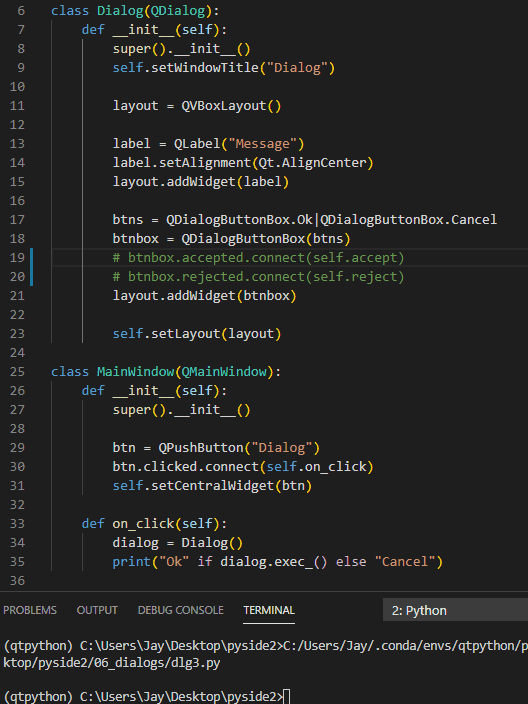 6 class Dialog(QDialog):
7     def __init__(self):
8         super().__init__()
9         self.setWindowTitle("Dialog")
10
11         layout = QVBoxLayout()
12
13         label = QLabel("Message")
14         label.setAlignment(Qt.AlignCenter)
15         layout.addWidget(label)
16
17         btns = QDialogButtonBox.Ok|QDialogButtonBox.Cancel
18         btnbox = QDialogButtonBox(btns)
19         # btnbox.accepted.connect(self.accept)
20         # btnbox.rejected.connect(self.reject)
21         layout.addWidget(btnbox)
22
23         self.setLayout(layout)
24
25 class MainWindow(QMainWindow):
26     def __init__(self):
27         super().__init__()
28
29         btn = QPushButton("Dialog")
30         btn.clicked.connect(self.on_click)
31         self.setCentralWidget(btn)
32
33     def on_click(self):
34         dialog = Dialog()
35         print("Ok" if dialog.exec_() else "Cancel")
36
PROBLEMS OUTPUT DEBUG CONSOLE TERMINAL 2: Python
(qtpython) C:\Users\Jay\Desktop\pyside2>C:/Users/Jay/.conda/envs/qtpython/p
ktop/pyside2/06_dialogs/dlg3.py
(qtpython) C:\Users\Jay\Desktop\pyside2>